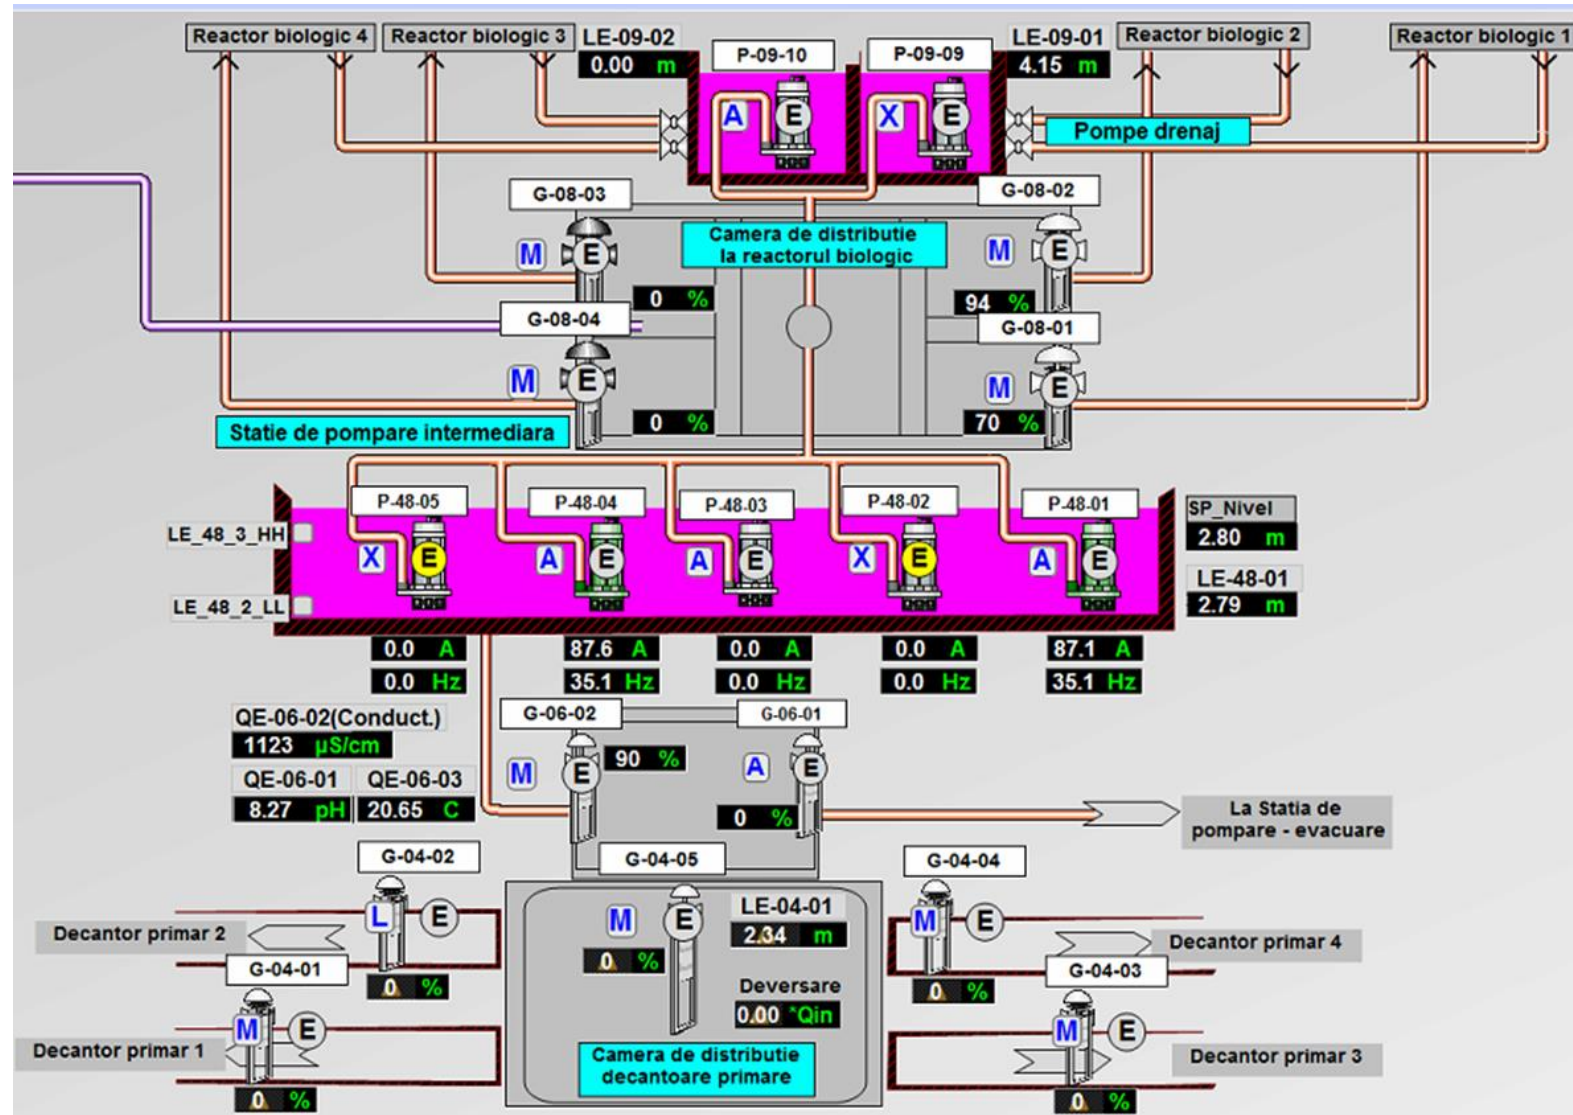 Reactor biologic 4
Reactor biologic 3
LE-09-02
0.00 m
P-09-10
P-09-09
LE-09-01
4.15 m
Reactor biologic 2
Reactor biologic 1
A
E
X
E
Pompe drenaj
G-08-03
G-08-02
M
E
Camera de distributie
la reactorul biologic
M
E
0 %
94 %
G-08-04
G-08-01
M
E
M
E
0 %
70 %
Statie de pompare intermediara
P-48-05
P-48-04
P-48-03
P-48-02
P-48-01
SP_Nivel
2.80 m
LE_48_3_HH
X
E
A
E
A
E
X
E
A
E
LE-48-01
2.79 m
LE_48_2_LL
0.0 A
87.6 A
0.0 A
0.0 A
87.1 A
0.0 Hz
35.1 Hz
0.0 Hz
0.0 Hz
35.1 Hz
QE-06-02(Conduct.)
1123 µS/cm
G-06-02
G-06-01
M
E
90 %
A
E
QE-06-01
QE-06-03
8.27 pH
20.65 C
0 %
La Statia de
pompare - evacuare
G-04-02
G-04-05
G-04-04
L
E
M
E
LE-04-01
2.34 m
M
E
Decantor primar 2
Decantor primar 4
G-04-01
0 %
0 %
0 %
G-04-03
Deversare
0.00 *Qin
M
E
M
E
Decantor primar 1
Camera de distributie
decantoare primare
Decantor primar 3
0 %
0 %